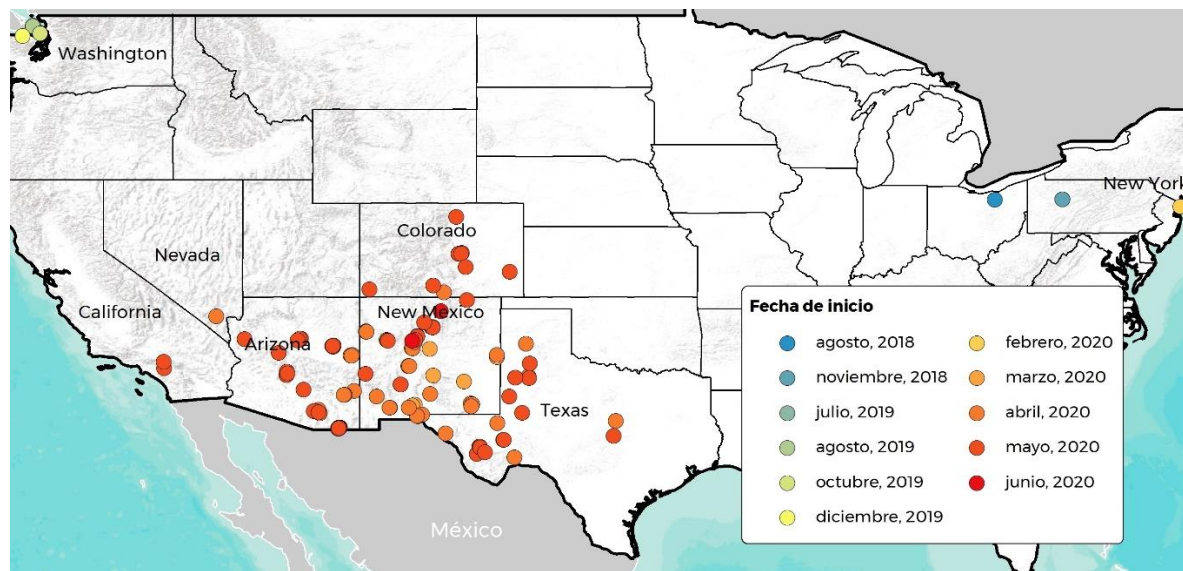 Washington
New York
Colorado
Nevada
California
New Mexico
Arizona
Texas
México
Fecha de inicio
agosto, 2018
noviembre, 2018
julio, 2019
agosto, 2019
octubre, 2019
diciembre, 2019
febrero, 2020
marzo, 2020
abril, 2020
mayo, 2020
junio, 2020